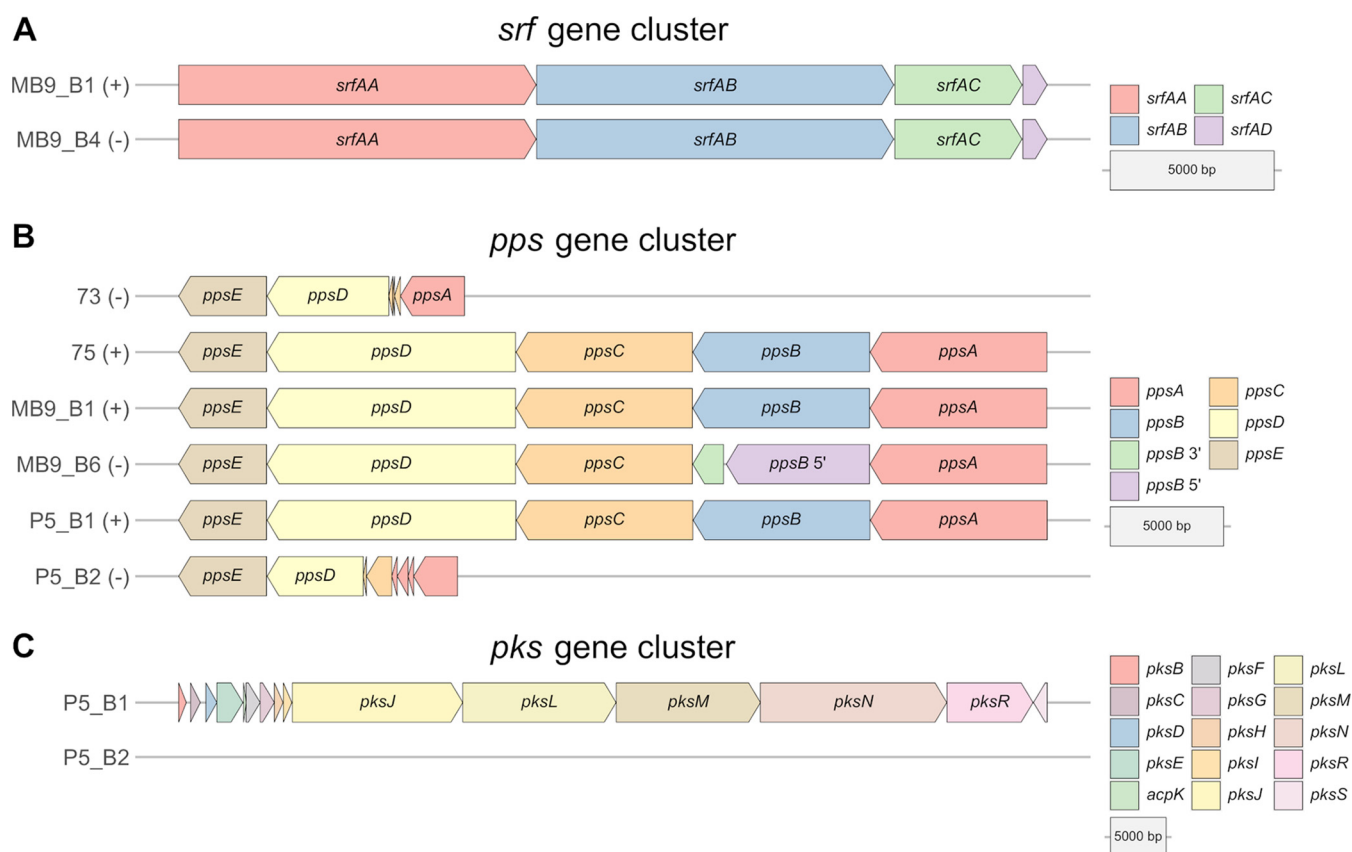 A
srf gene cluster
MB9_B1 (+)
srfAA
srfAB
srfAC
MB9_B4 (-)
srfAA
srfAB
srfAC
srfAA
srfAC
srfAB
srfAD
5000 bp
B
pps gene cluster
73 (-)
ppsE
ppsD
ppsA
75 (+)
ppsE
ppsD
ppsC
ppsB
ppsA
MB9_B1 (+)
ppsE
ppsD
ppsC
ppsB
ppsA
MB9_B6 (-)
ppsE
ppsD
ppsC
ppsB 5'
ppsA
P5_B1 (+)
ppsE
ppsD
ppsC
ppsB
ppsA
P5_B2 (-)
ppsE
ppsD
ppsA
ppsC
ppsB
ppsD
ppsB 3'
ppsE
ppsB 5'
5000 bp
C
pks gene cluster
P5_B1
pksJ
pksL
pksM
pksN
pksR
P5_B2
pksB
pksF
pksL
pksC
pksG
pksM
pksD
pksH
pksN
pksE
pksI
pksR
acpK
pksJ
pksS
5000 bp